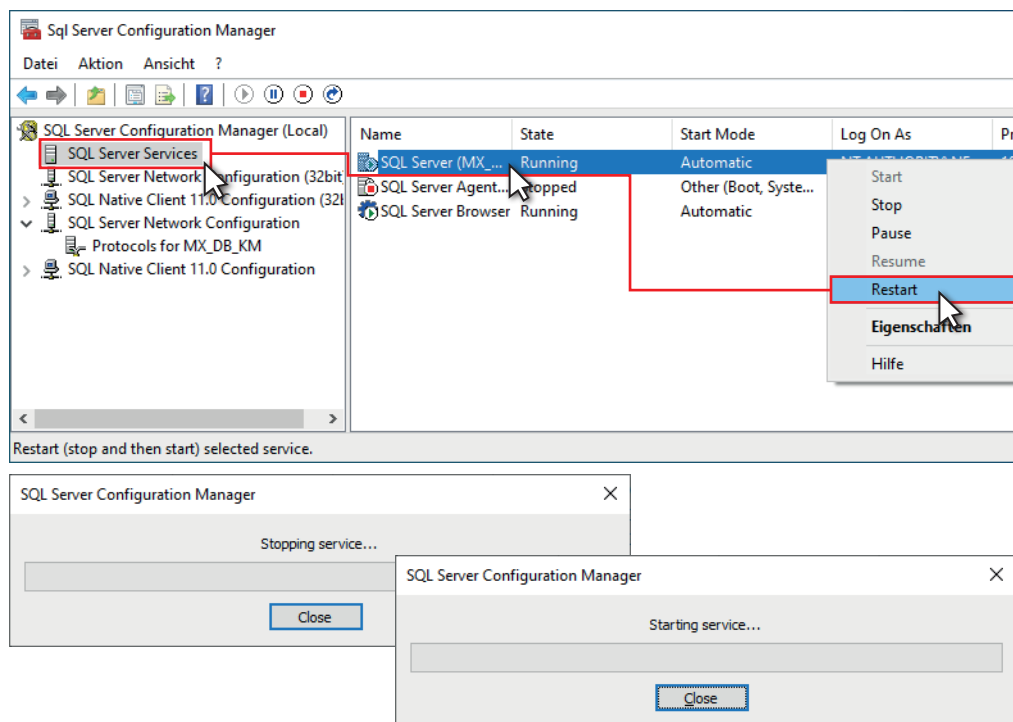 Sql Server Configuration Manager
Datei Aktion Ansicht ?
SQL Server Configuration Manager (Local)
SQL Server Services
SQL Server Network Configuration (32bit
SQL Native Client 11.0 Configuration (32
SQL Server Network Configuration
Protocols for MX_DB_KM
SQL Native Client 11.0 Configuration
Name State Start Mode Log On As Pr
SQL Server (MX_... Running Automatic
SQL Server Agent... Stopped Other (Boot, Syste...
SQL Server Browser Running Automatic
Start
Stop
Pause
Resume
Restart
Eigenschaften
Hilfe
Restart (stop and then start) selected service.
SQL Server Configuration Manager
Stopping service...
Close
SQL Server Configuration Manager
Starting service...
Close